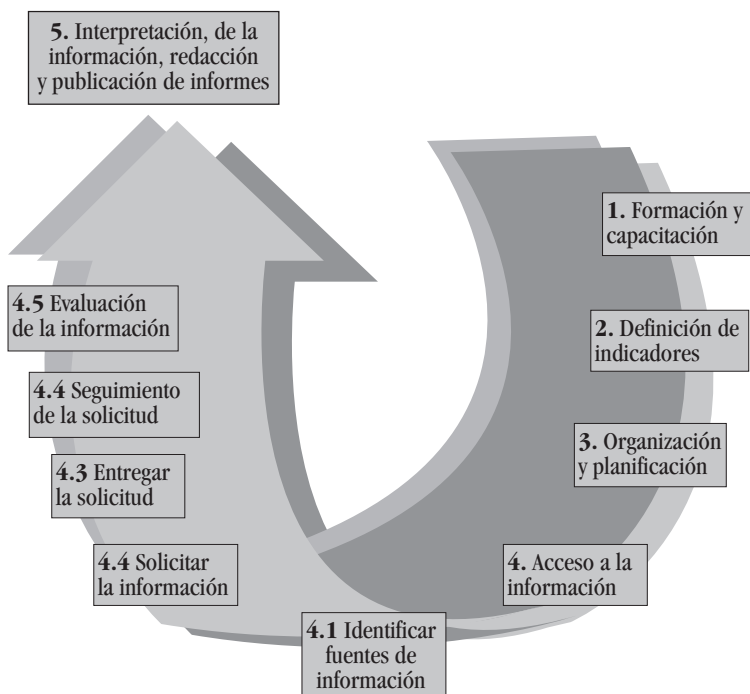 5. Interpretación, de la
información, redacción
y publicación de informes
1. Formación y
capacitación
2. Definición de
indicadores
3. Organización
y planificación
4. Acceso a la
información
4.1 Identificar
fuentes de
información
4.4 Solicitar
la información
4.3 Entregar
la solicitud
4.4 Seguimiento
de la solicitud
4.5 Evaluación
de la información